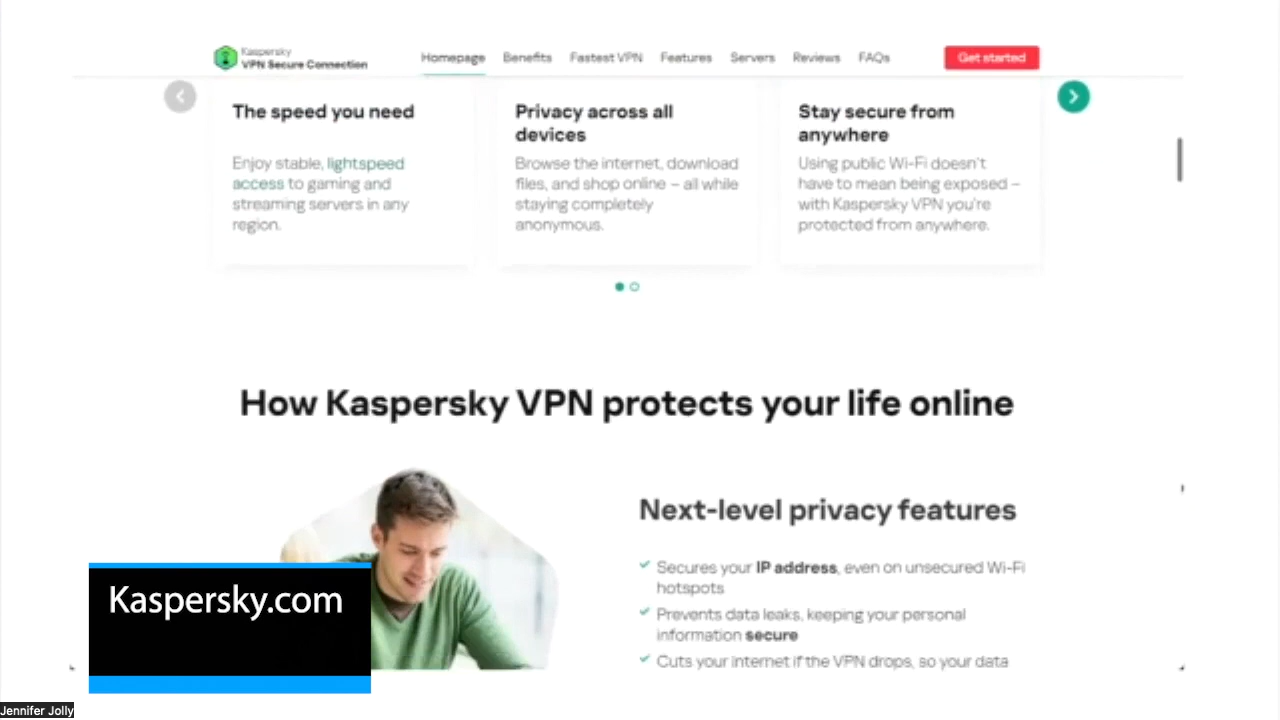 Kaspersky
VPN Secure Connection
Homepage Benefits Fastest VPN Features Servers Reviews FAQs Get started
The speed you need
Enjoy stable, lightspeed
access to gaming and
streaming servers in any
region.
Privacy across all
devices
Browse the internet, download
files, and shop online – all while
staying completely
anonymous.
Stay secure from
anywhere
Using public Wi-Fi doesn't
have to mean being exposed –
with Kaspersky VPN you're
protected from anywhere.
How Kaspersky VPN protects your life online
Next-level privacy features
Secures your IP address, even on unsecured Wi-Fi
hotspots
Prevents data leaks, keeping your personal
information secure
Cuts your internet if the VPN drops, so your data
Kaspersky.com
Jennifer Jolly